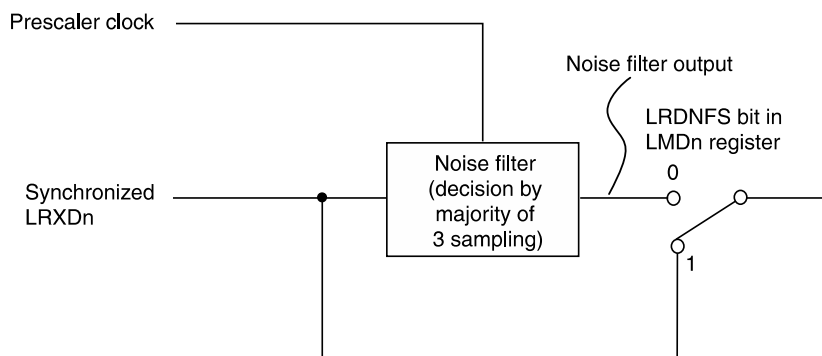 Prescaler clock
Noise filter output
LRDNFS bit in
LMDn register
0
Synchronized
LRXDn
Noise filter
(decision by
majority of
3 sampling)
1